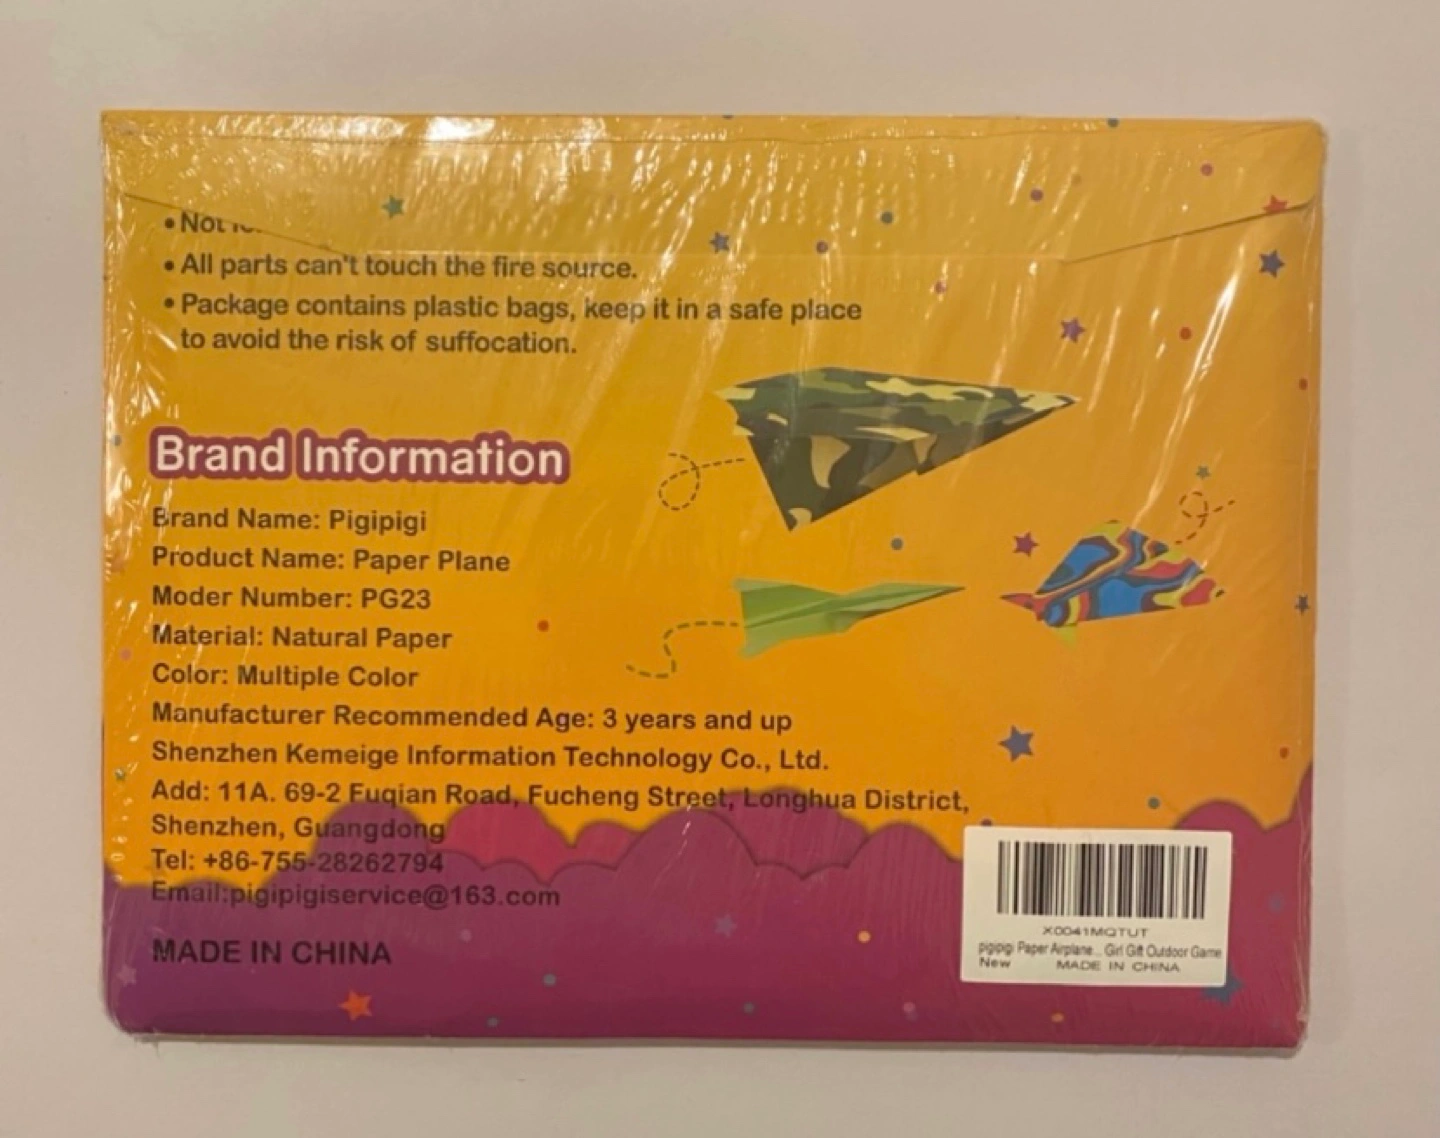 • Not
• All parts can't touch the fire source.
• Package contains plastic bags, keep it in a safe place
to avoid the risk of suffocation.
Brand Information
Brand Name: Pigipigi
Product Name: Paper Plane
Moder Number: PG23
Material: Natural Paper
Color: Multiple Color
Manufacturer Recommended Age: 3 years and up
Shenzhen Kemeige Information Technology Co., Ltd.
Add: 11A. 69-2 Fuqian Road, Fucheng Street, Longhua District,
Shenzhen, Guangdong
Tel: +86-755-28262794
Email:pigipigiservice@163.com
MADE IN CHINA
X0041MQTUT
pigipigi Paper Airplane... Girl Gift Outdoor Game
New MADE IN CHINA